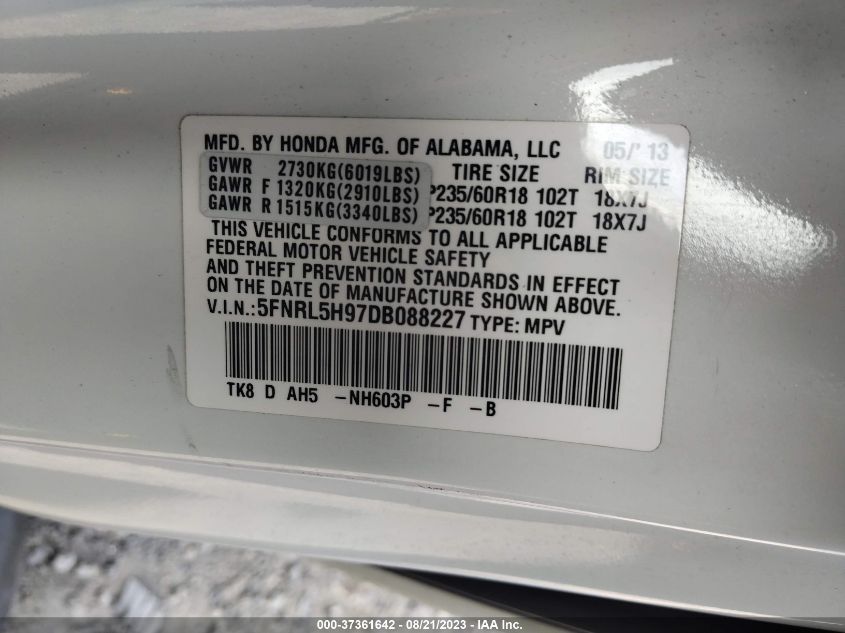 MFD. BY HONDA MFG. OF ALABAMA, LLC 05/'13
GVWR 2730KG(6019LBS) TIRE SIZE RIM SIZE
GAWR F 1320KG(2910LBS) P235/60R18 102T 18X7J
GAWR R 1515KG(3340LBS) P235/60R18 102T 18X7J
THIS VEHICLE CONFORMS TO ALL APPLICABLE
FEDERAL MOTOR VEHICLE SAFETY
AND THEFT PREVENTION STANDARDS IN EFFECT
ON THE DATE OF MANUFACTURE SHOWN ABOVE.
V.I.N.:5FNRL5H97DB088227 TYPE: MPV
TK8 D AH5 -NH603P -F -B
000-37361642 - 08/21/2023 - IAA Inc.